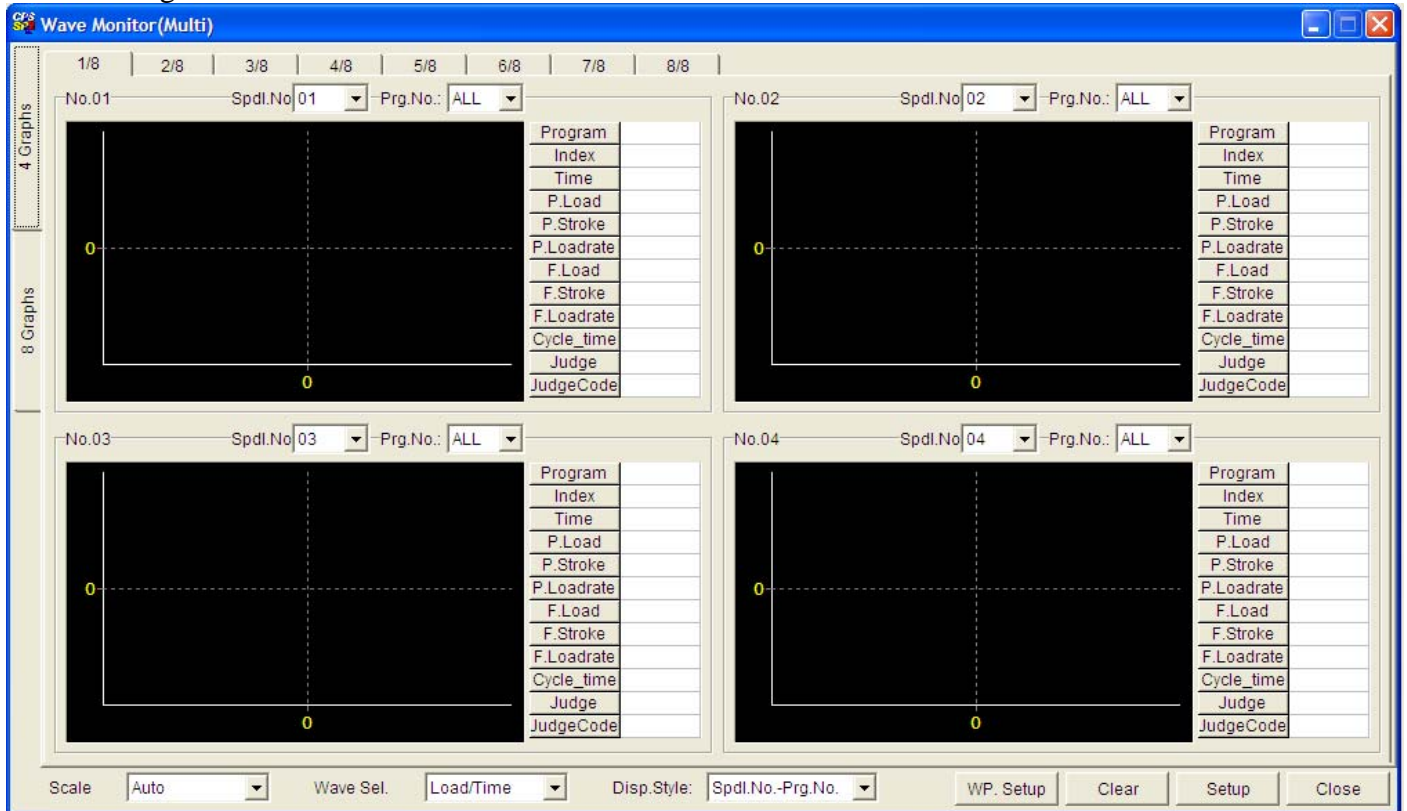 CPS SP Wave Monitor(Multi)
1/8 2/8 3/8 4/8 5/8 6/8 7/8 8/8
4 Graphs
8 Graphs
No.01 Spdl.No 01 Prg.No.: ALL
0
0
Program
Index
Time
P.Load
P.Stroke
P.Loadrate
F.Load
F.Stroke
F.Loadrate
Cycle_time
Judge
JudgeCode
No.02 Spdl.No 02 Prg.No.: ALL
0
0
Program
Index
Time
P.Load
P.Stroke
P.Loadrate
F.Load
F.Stroke
F.Loadrate
Cycle_time
Judge
JudgeCode
No.03 Spdl.No 03 Prg.No.: ALL
0
0
Program
Index
Time
P.Load
P.Stroke
P.Loadrate
F.Load
F.Stroke
F.Loadrate
Cycle_time
Judge
JudgeCode
No.04 Spdl.No 04 Prg.No.: ALL
0
0
Program
Index
Time
P.Load
P.Stroke
P.Loadrate
F.Load
F.Stroke
F.Loadrate
Cycle_time
Judge
JudgeCode
Scale Auto Wave Sel. Load/Time Disp.Style: Spdl.No.-Prg.No. WP. Setup Clear Setup Close